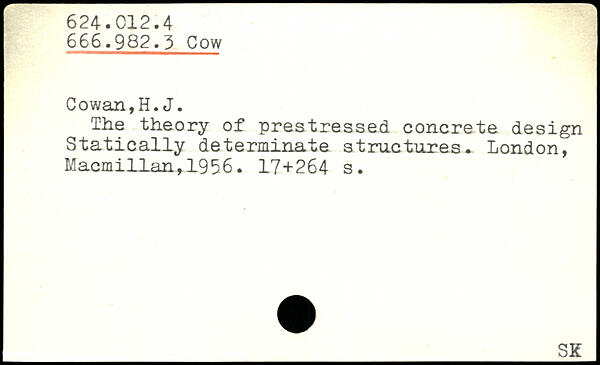 624.012.4
666.982.3 Cow
Cowan,H.J.
The theory of prestressed concrete design
Statically determinate structures. London,
Macmillan,1956. 17+264 s.
SK